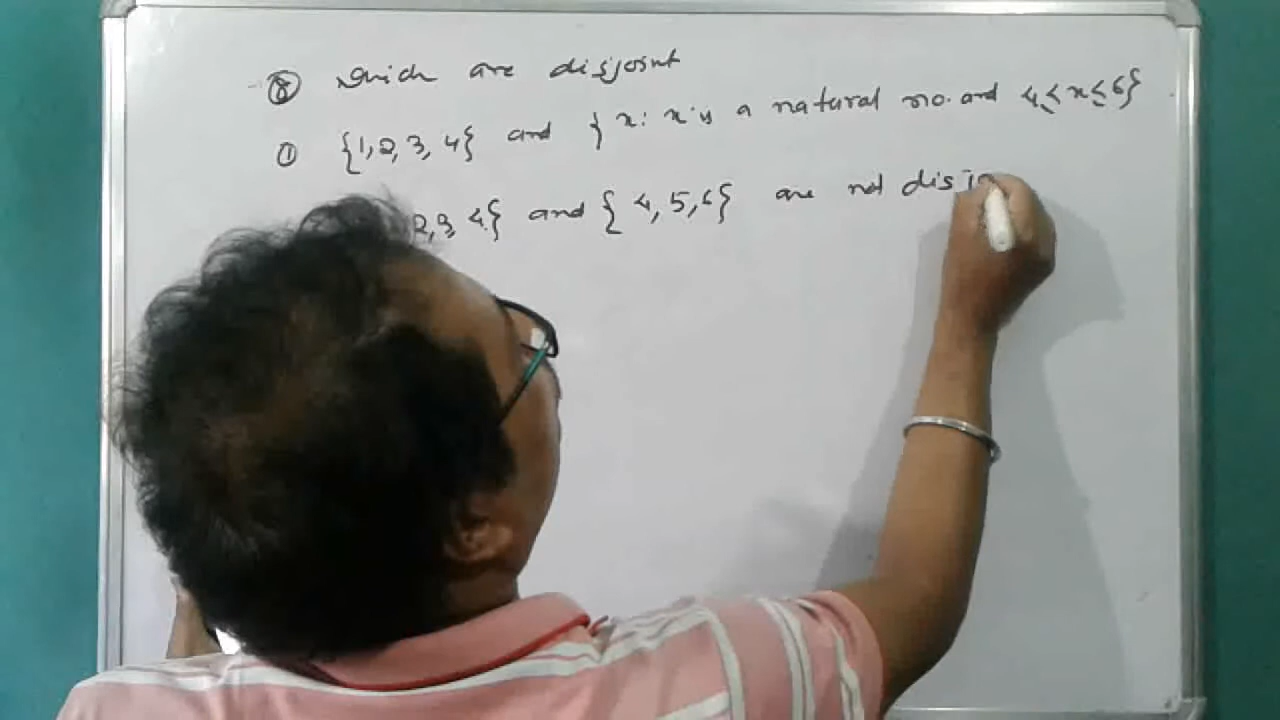 ⑧ which are disjoint
① {1, 2, 3, 4} and { x : x is a natural no. and 4 ≤ x ≤ 6}
2, 3, 4} and { 4, 5, 6} are not disjo